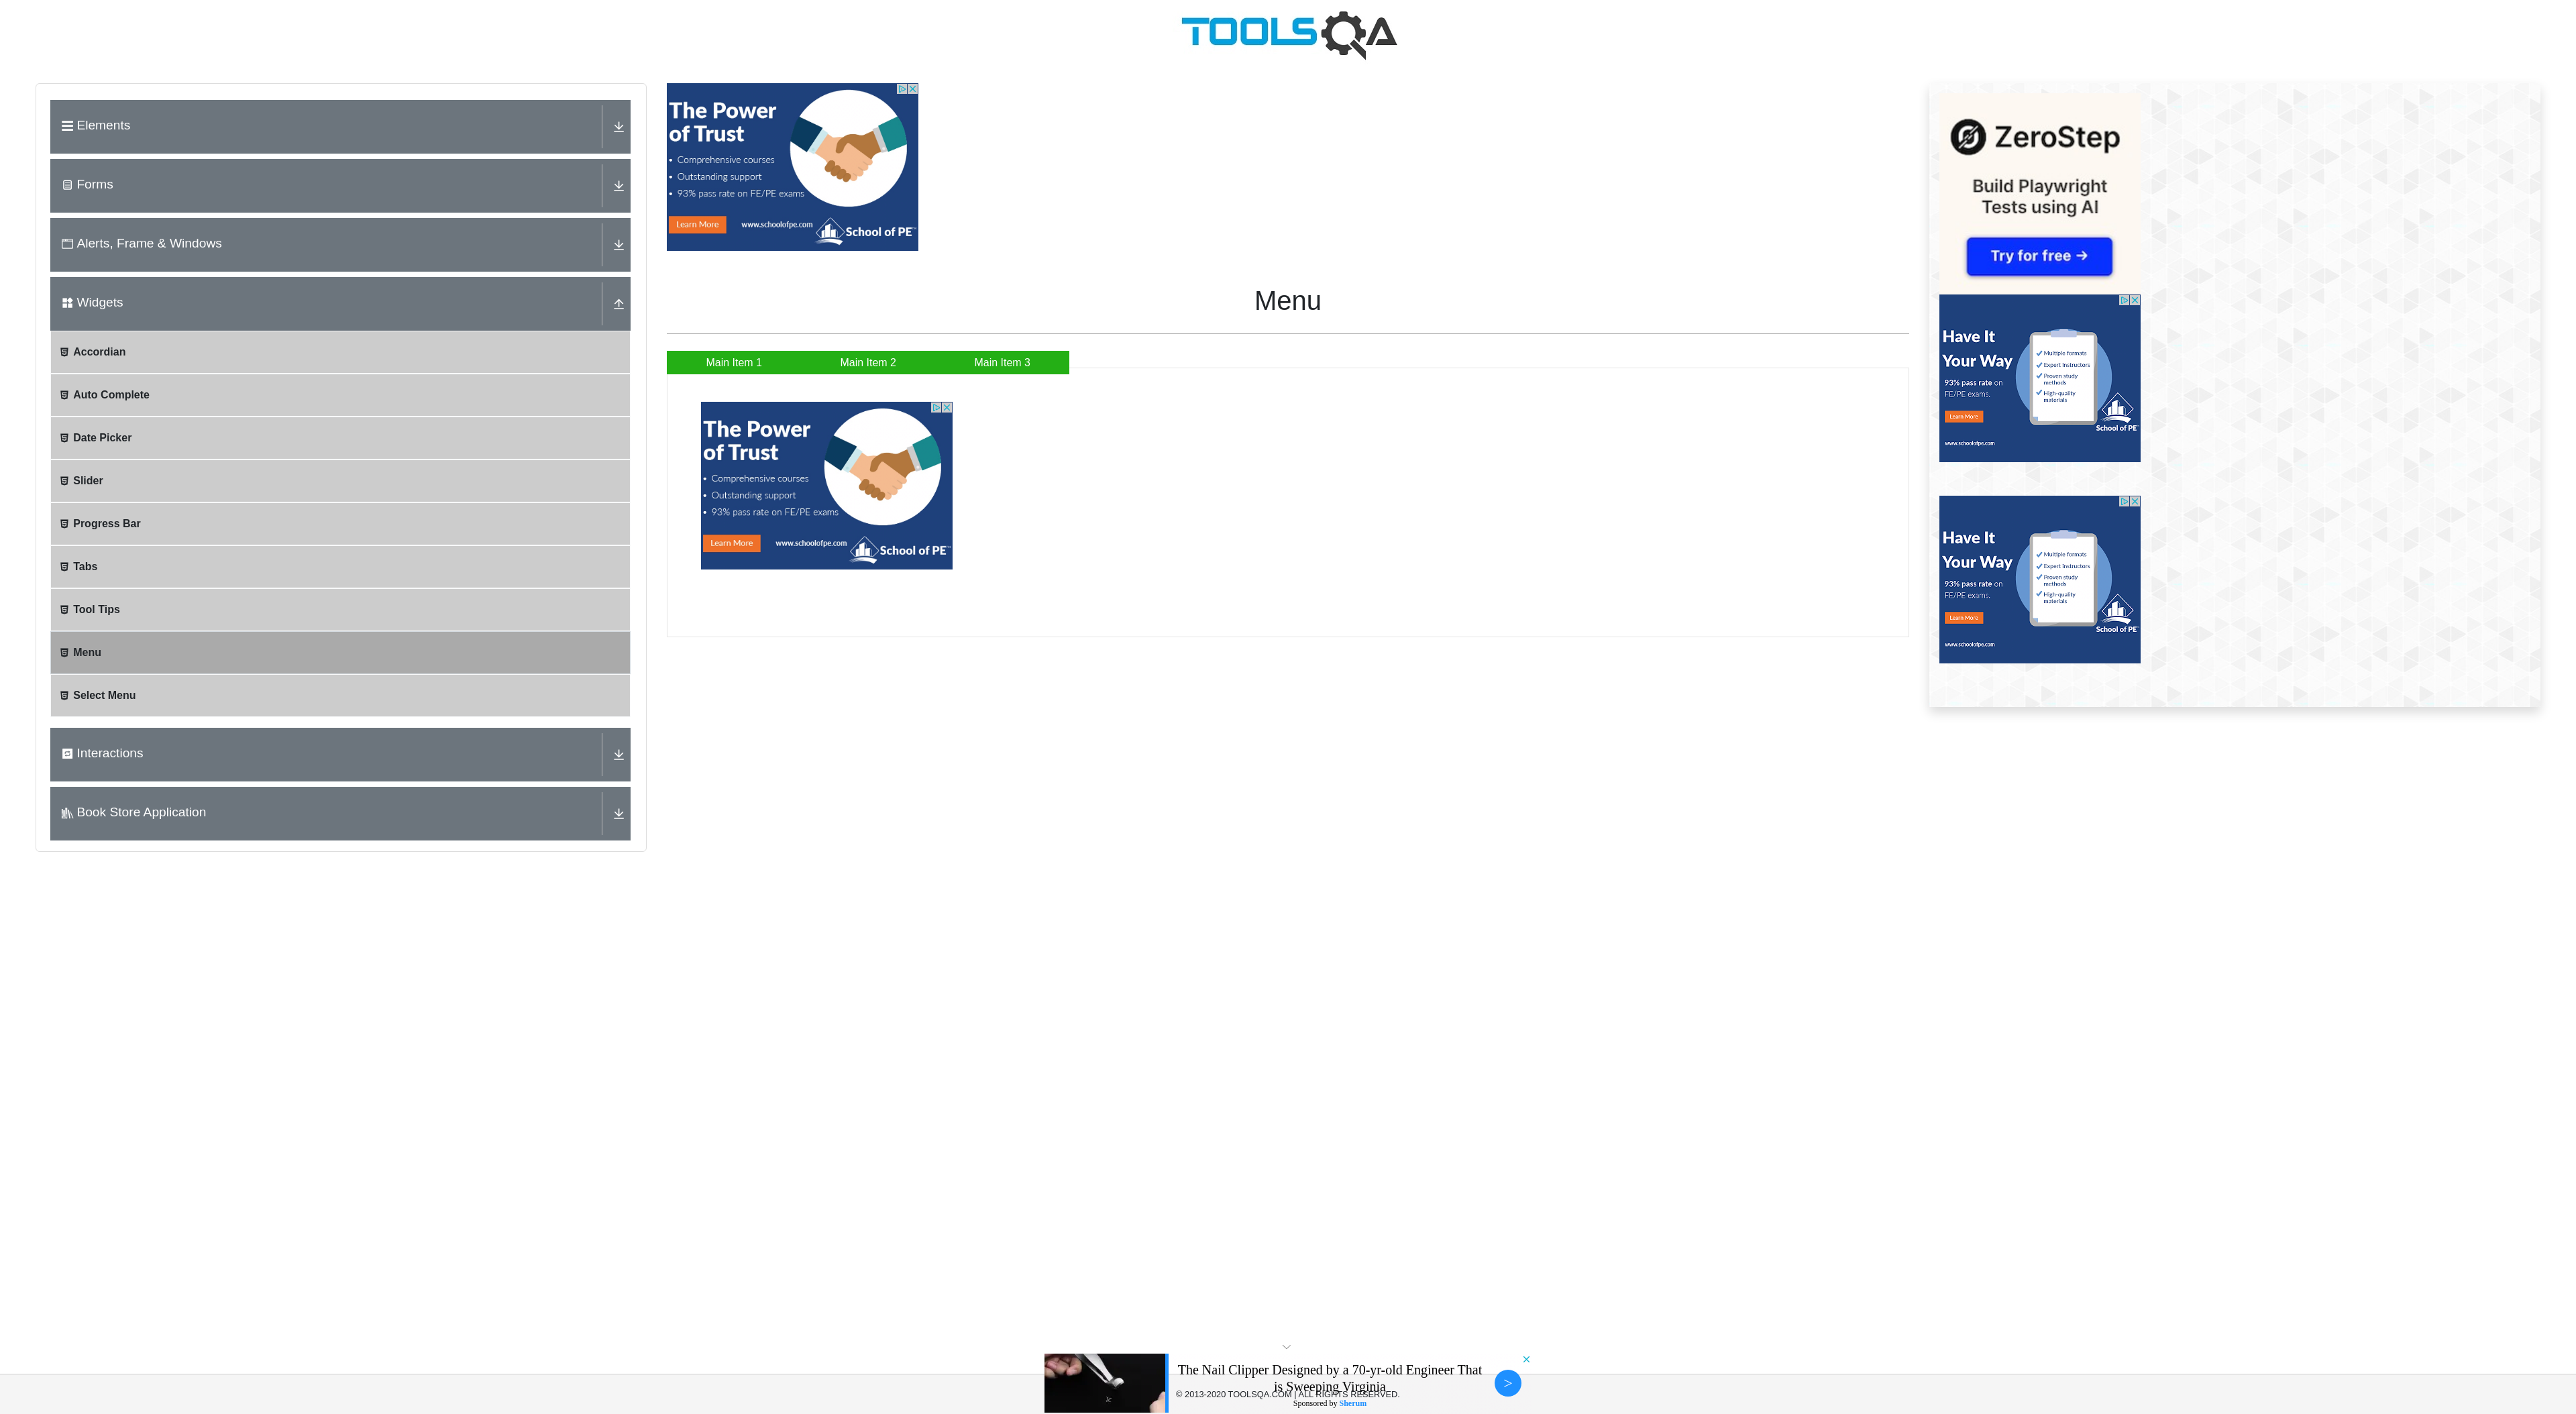 TOOLSQA
Elements
Forms
Alerts, Frame & Windows
Widgets
Accordian
Auto Complete
Date Picker
Slider
Progress Bar
Tabs
Tool Tips
Menu
Select Menu
Interactions
Book Store Application
The Power
of Trust
• Comprehensive courses
• Outstanding support
• 93% pass rate on FE/PE exams
Learn More
www.schoolofpe.com
School of PE™
Menu
Main Item 1
Main Item 2
Main Item 3
The Power
of Trust
• Comprehensive courses
• Outstanding support
• 93% pass rate on FE/PE exams
Learn More
www.schoolofpe.com
School of PE™
ZeroStep
Build Playwright
Tests using AI
Try for free →
Have It
Your Way
93% pass rate on
FE/PE exams.
Learn More
www.schoolofpe.com
Multiple formats
Expert Instructors
Proven study
methods
High-quality
materials
School of PE™
Have It
Your Way
93% pass rate on
FE/PE exams.
Learn More
www.schoolofpe.com
Multiple formats
Expert Instructors
Proven study
methods
High-quality
materials
School of PE™
The Nail Clipper Designed by a 70-yr-old Engineer That
is Sweeping Virginia
© 2013-2020 TOOLSQA.COM | ALL RIGHTS RESERVED.
Sponsored by Sherum